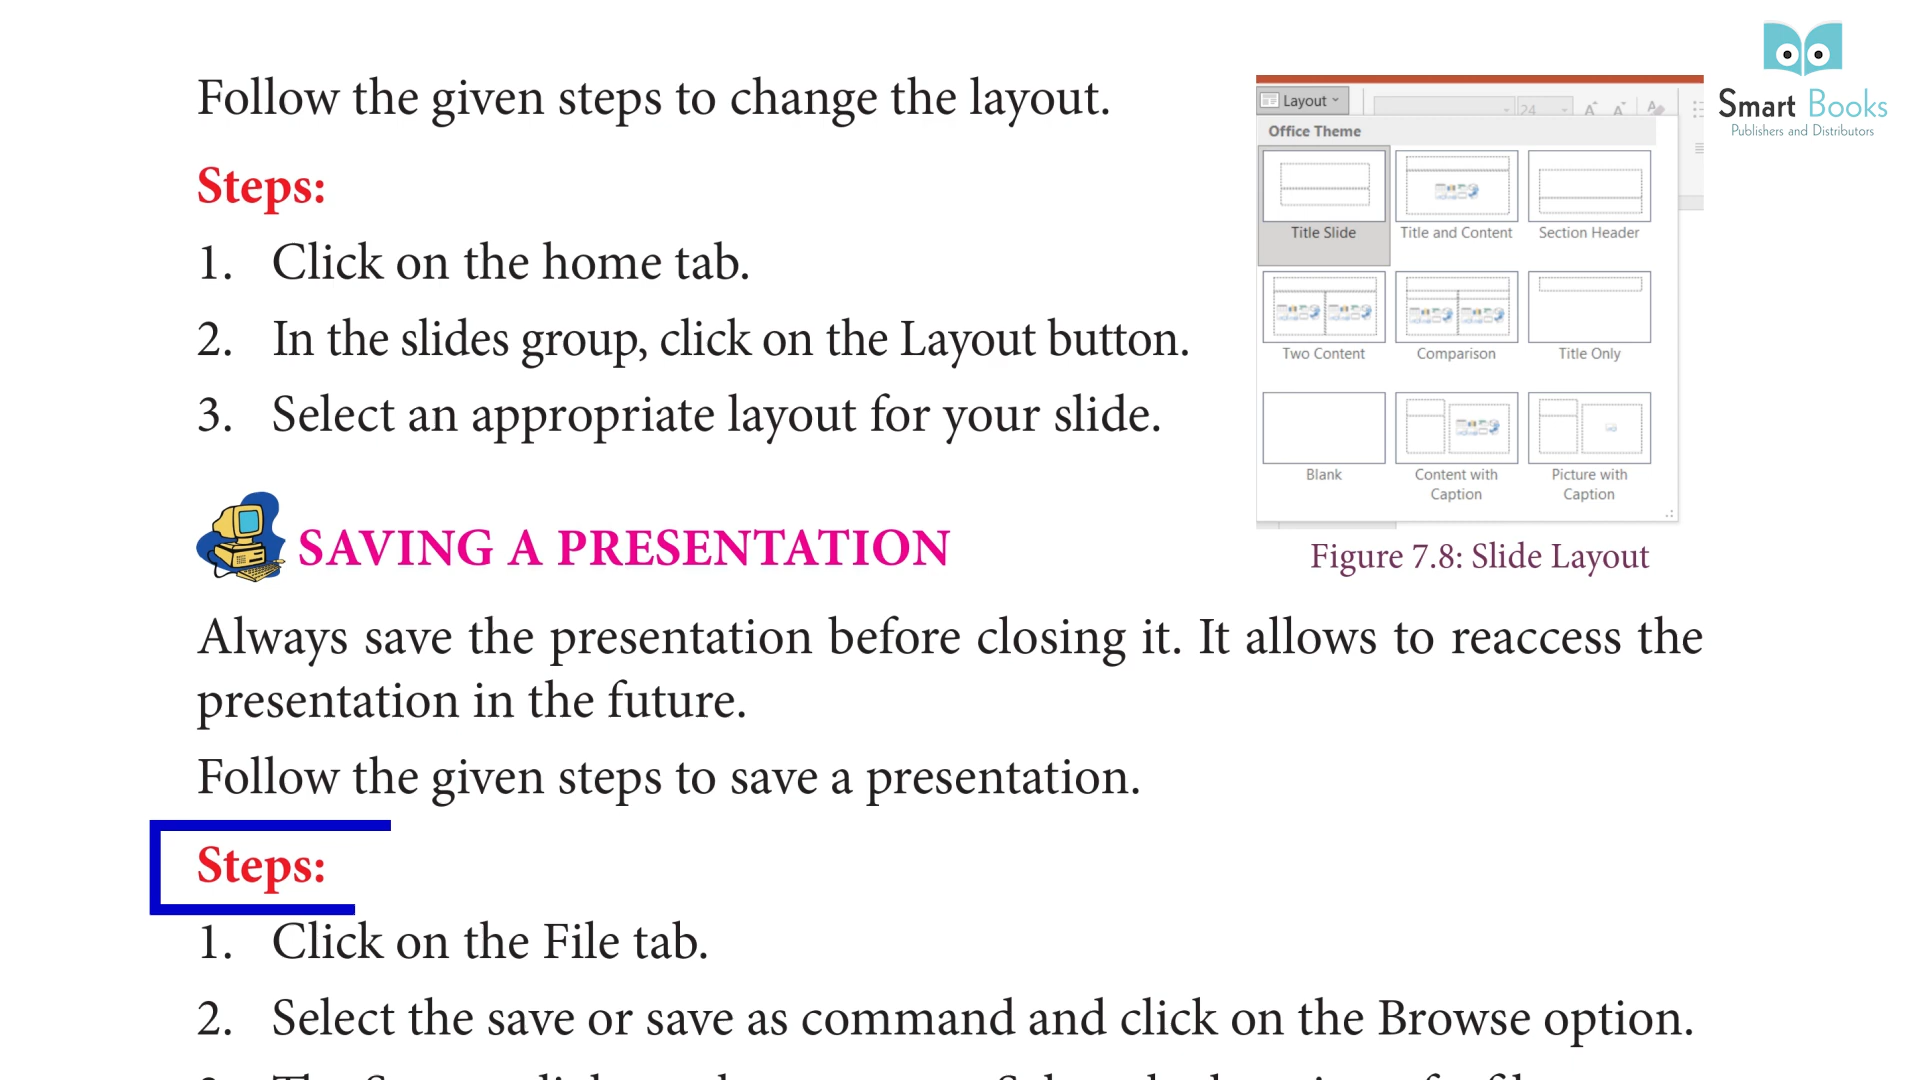 Follow the given steps to change the layout.
Steps:
1. Click on the home tab.
2. In the slides group, click on the Layout button.
3. Select an appropriate layout for your slide.
Layout
24
Office Theme
Title Slide
Title and Content
Section Header
Two Content
Comparison
Title Only
Blank
Content with
Caption
Picture with
Caption
Figure 7.8: Slide Layout
Smart Books
Publishers and Distributors
SAVING A PRESENTATION
Always save the presentation before closing it. It allows to reaccess the
presentation in the future.
Follow the given steps to save a presentation.
Steps:
1. Click on the File tab.
2. Select the save or save as command and click on the Browse option.